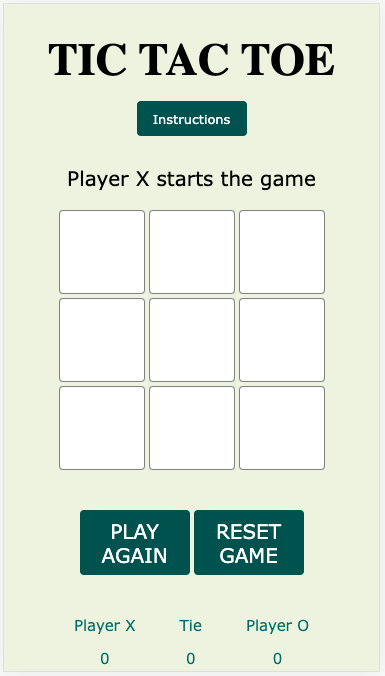 TIC TAC TOE
Instructions
Player X starts the game
PLAY AGAIN
RESET GAME
Player X Tie Player O
0 0 0